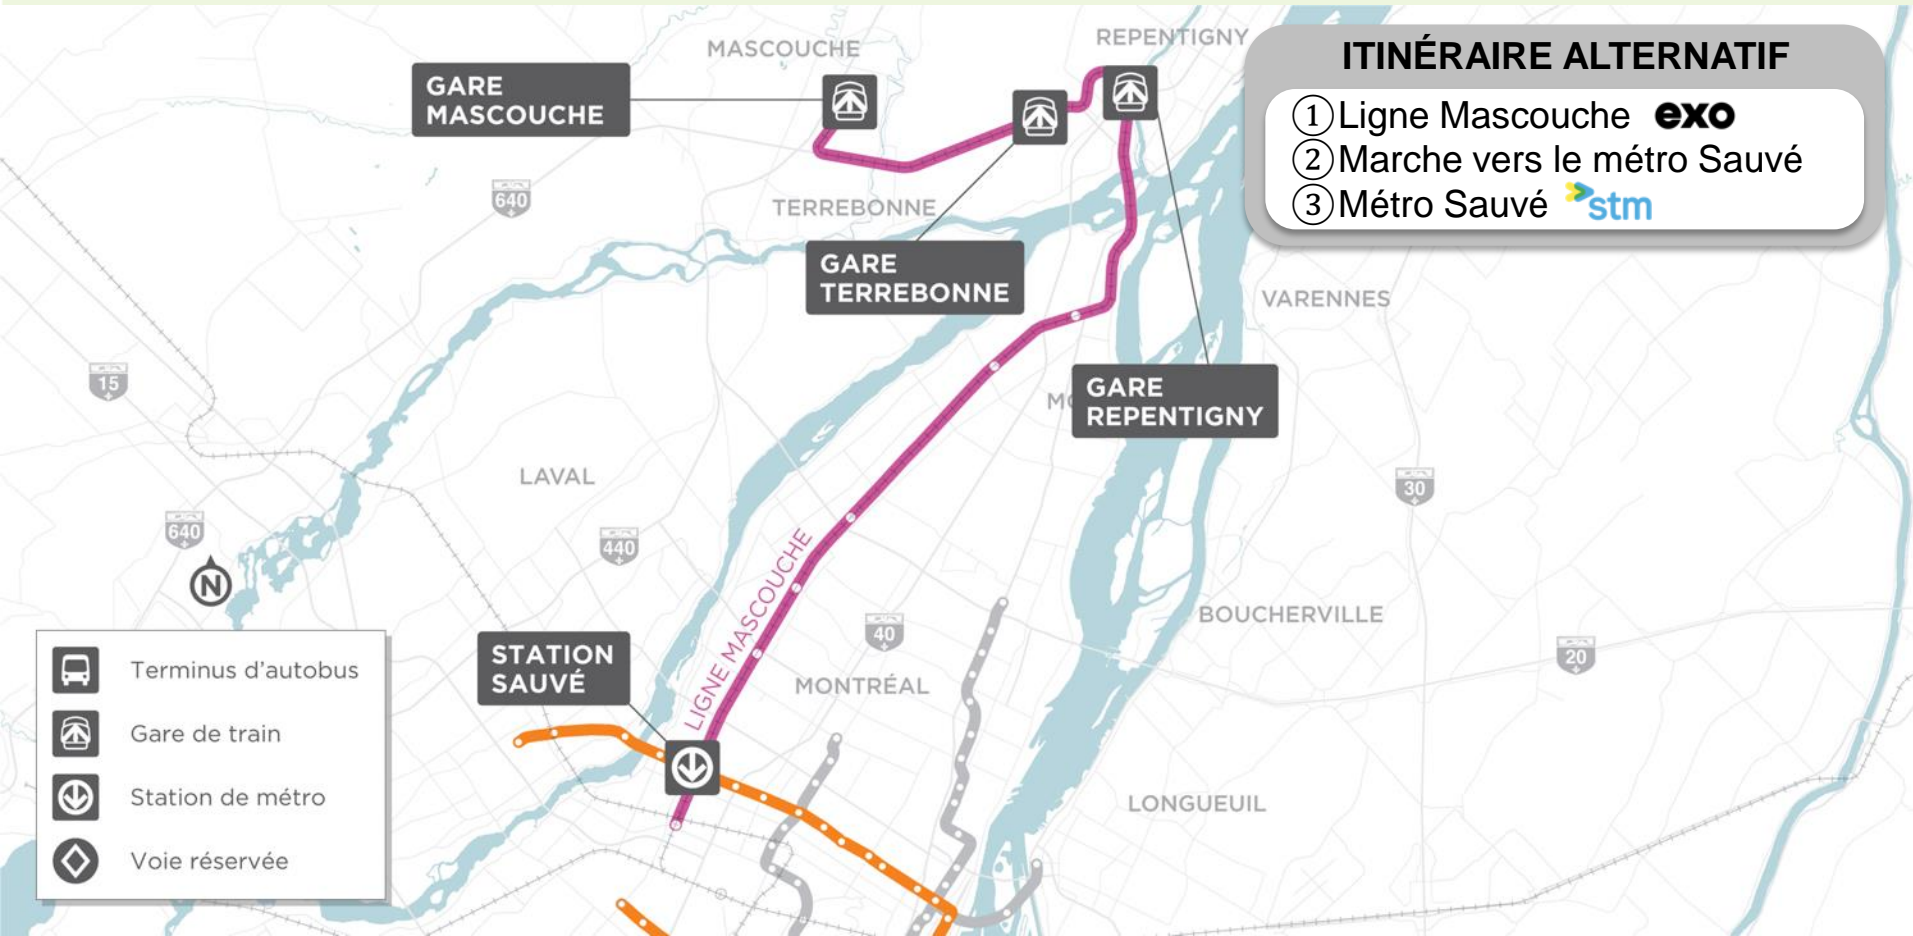 MASCOUCHE
REPENTIGNY
GARE
MASCOUCHE
ITINÉRAIRE ALTERNATIF
①Ligne Mascouche exo
②Marche vers le métro Sauvé
③Métro Sauvé stm
640
TERREBONNE
GARE
TERREBONNE
VARENNES
15
GARE
REPENTIGNY
LAVAL
30
640
440
N
LIGNE MASCOUCHE
BOUCHERVILLE
40
20
STATION
SAUVÉ
MONTRÉAL
LONGUEUIL
Terminus d'autobus
Gare de train
Station de métro
Voie réservée